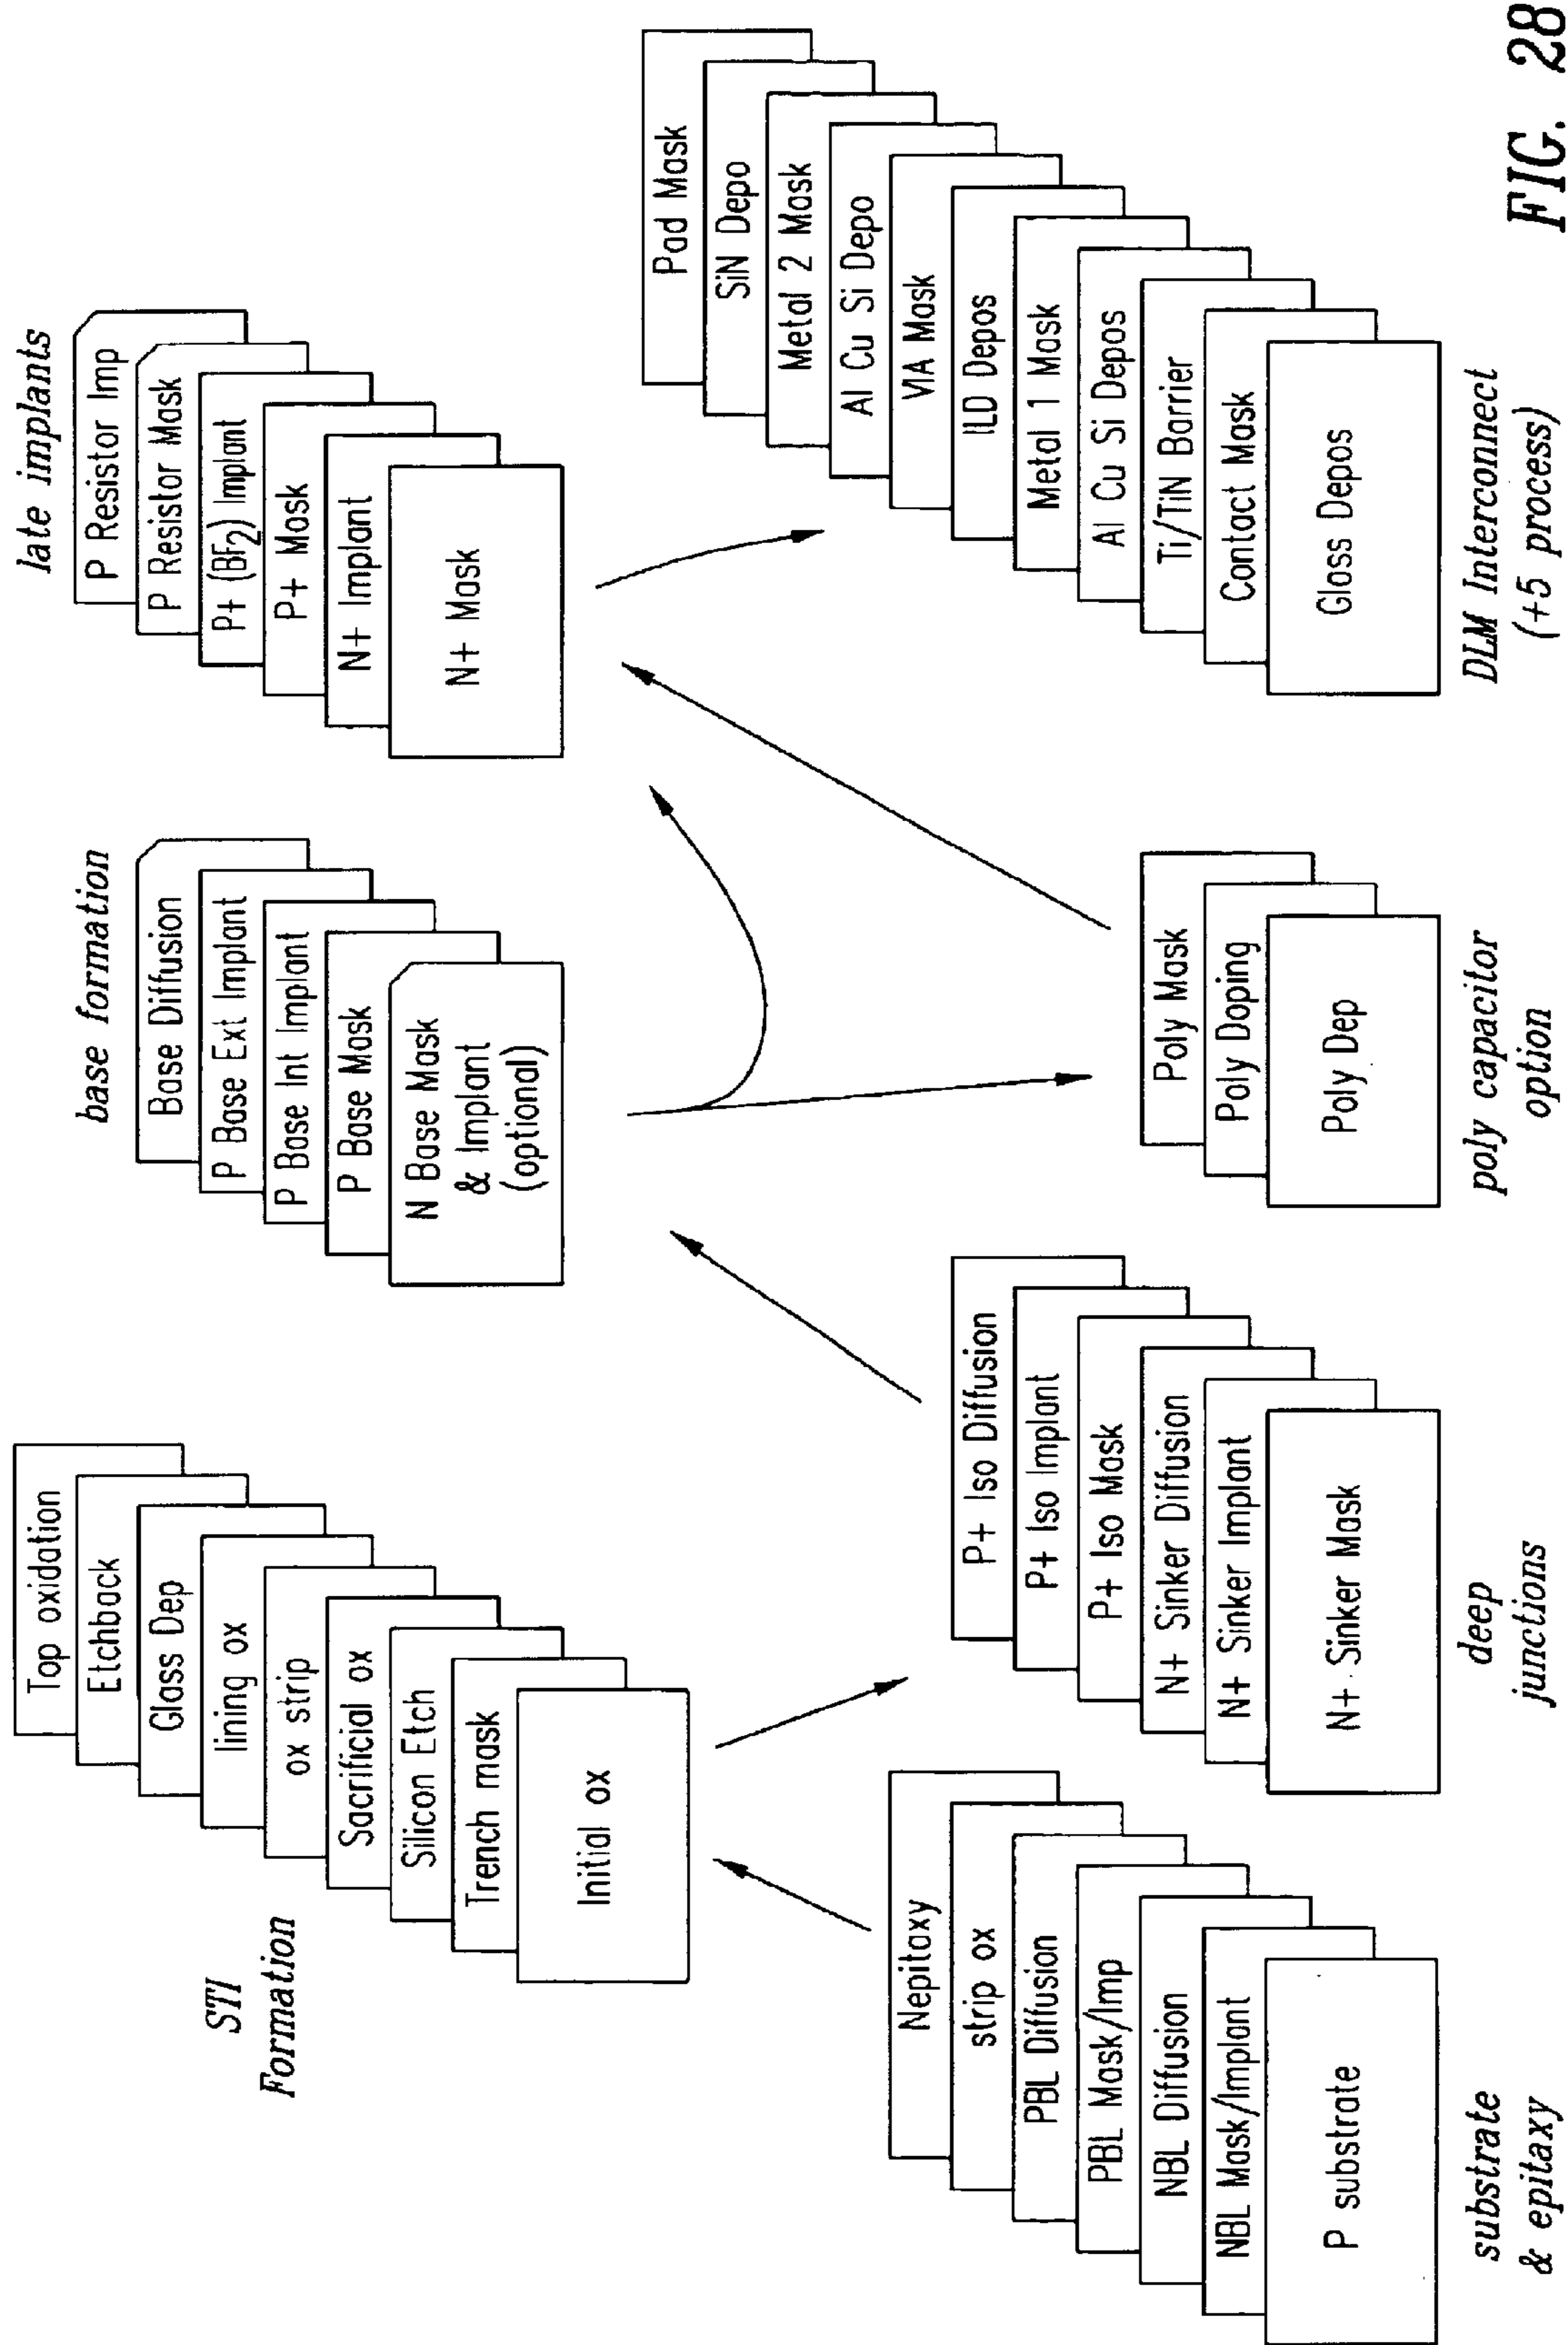 STI
Formation
Top oxidation
Etchback
Glass Dep
lining ox
ox strip
Sacrificial ox
Silicon Etch
Trench mask
Initial ox
base formation
Base Diffusion
P Base Ext Implant
P Base Int Implant
P Base Mask
N Base Mask
& Implant
(optional)
late implants
P Resistor Imp
P Resistor Mask
P+ (BF2) Implant
P+ Mask
N+ Implant
N+ Mask
Nepitaxy
strip ox
PBL Diffusion
PBL Mask/Imp
NBL Diffusion
NBL Mask/Implant
P substrate
substrate
& epitaxy
P+ Iso Diffusion
P+ Iso Implant
P+ Iso Mask
N+ Sinker Diffusion
N+ Sinker Implant
N+ Sinker Mask
deep
junctions
Poly Mask
Poly Doping
Poly Dep
poly capacitor
option
Pad Mask
SiN Depo
Metal 2 Mask
Al Cu Si Depo
VIA Mask
ILD Depos
Metal 1 Mask
Al Cu Si Depos
Ti/TiN Barrier
Contact Mask
Glass Depos
DLM Interconnect
(+5 process)
FIG. 28